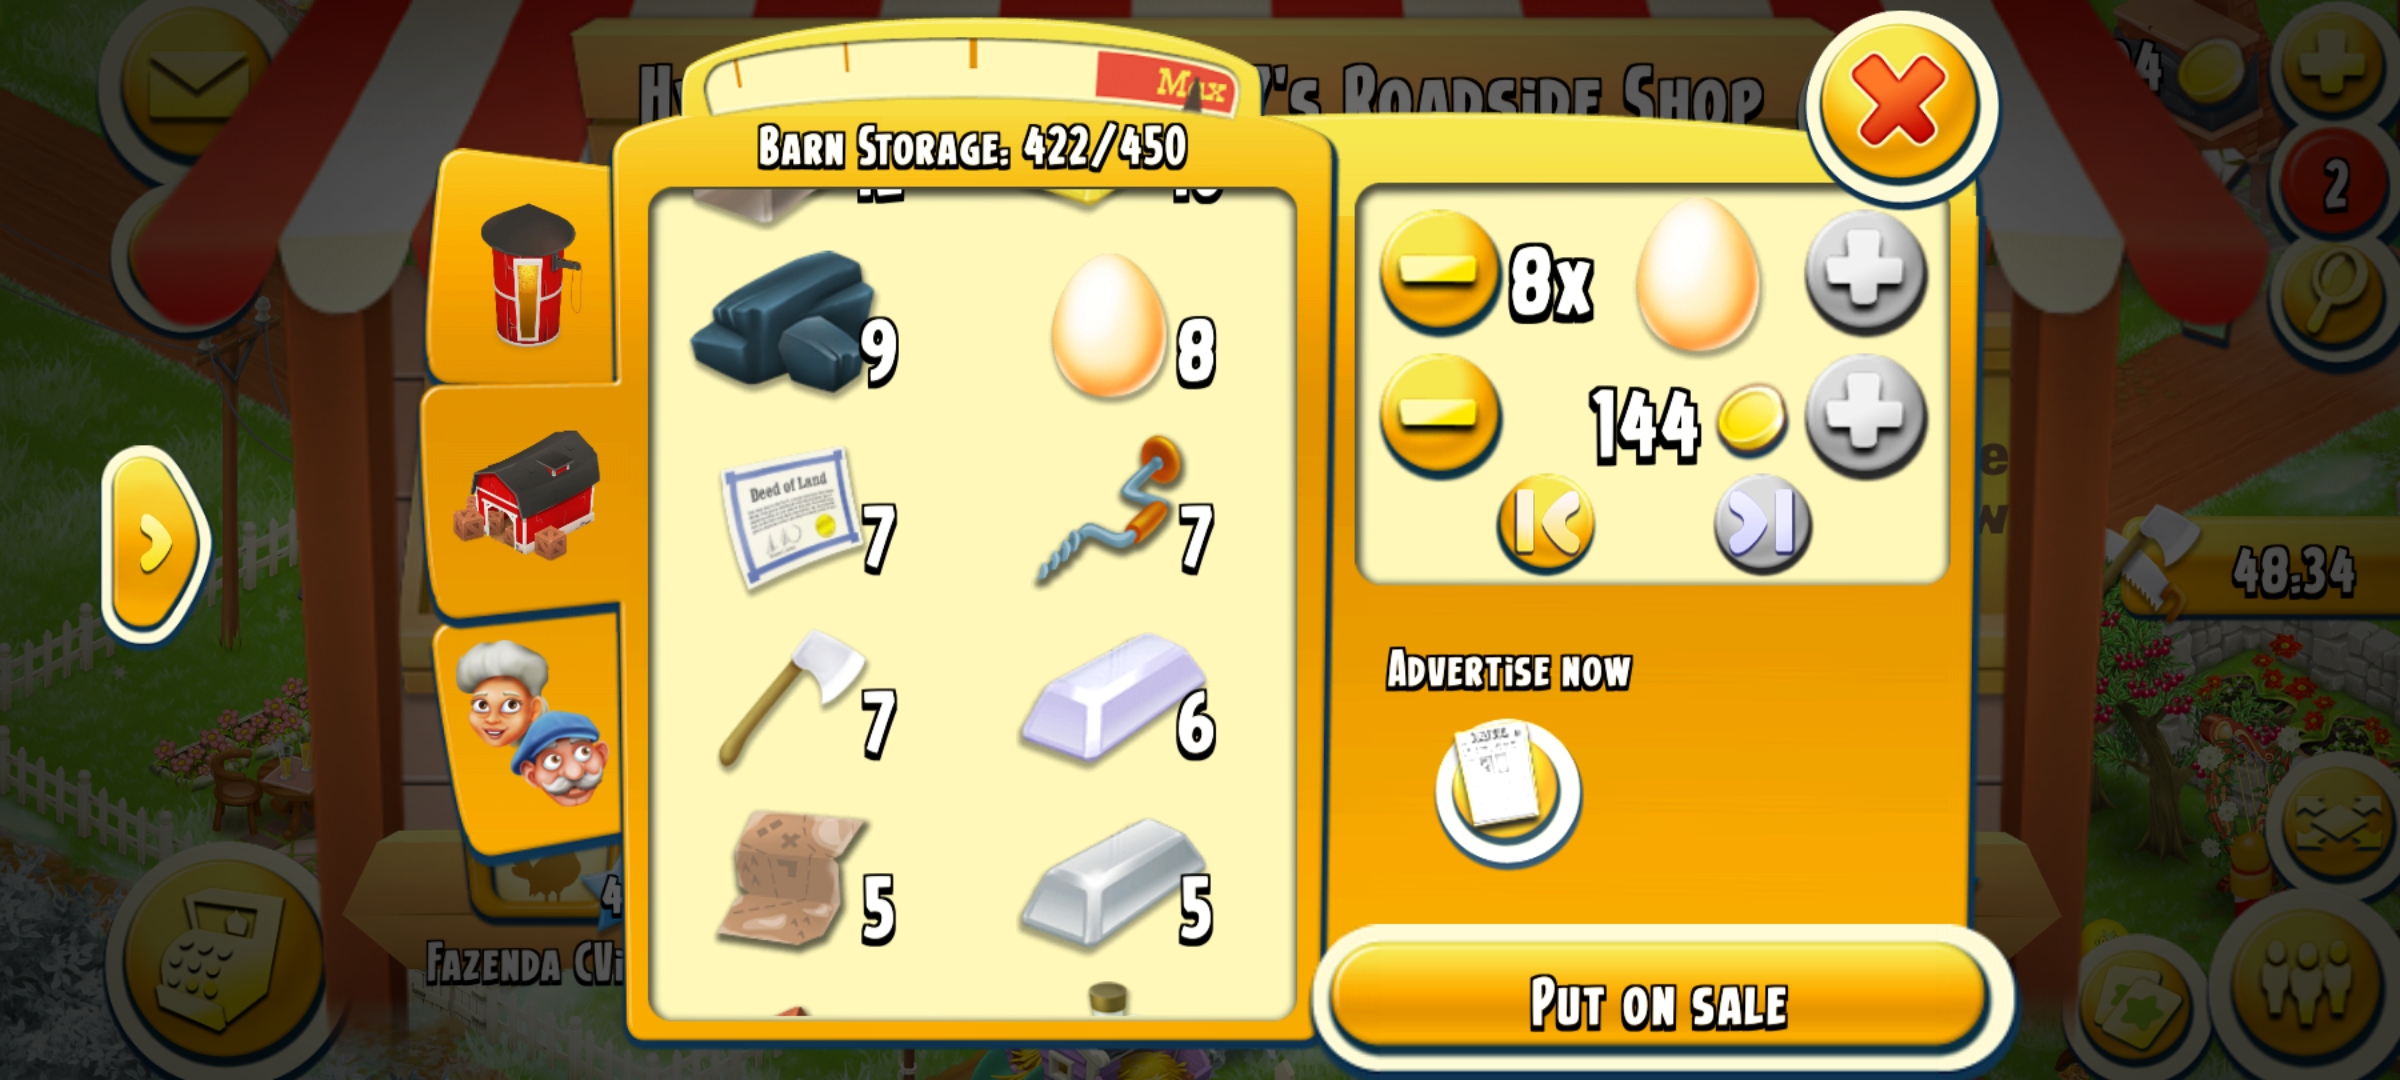 'S ROADSIDE SHOP
Max
BARN STORAGE: 422/450
2
9
8
8x
Deed of Land
7
7
144
48:34
7
6
ADVERTISE NOW
5
5
FAZENDA CVi
PUT ON SALE